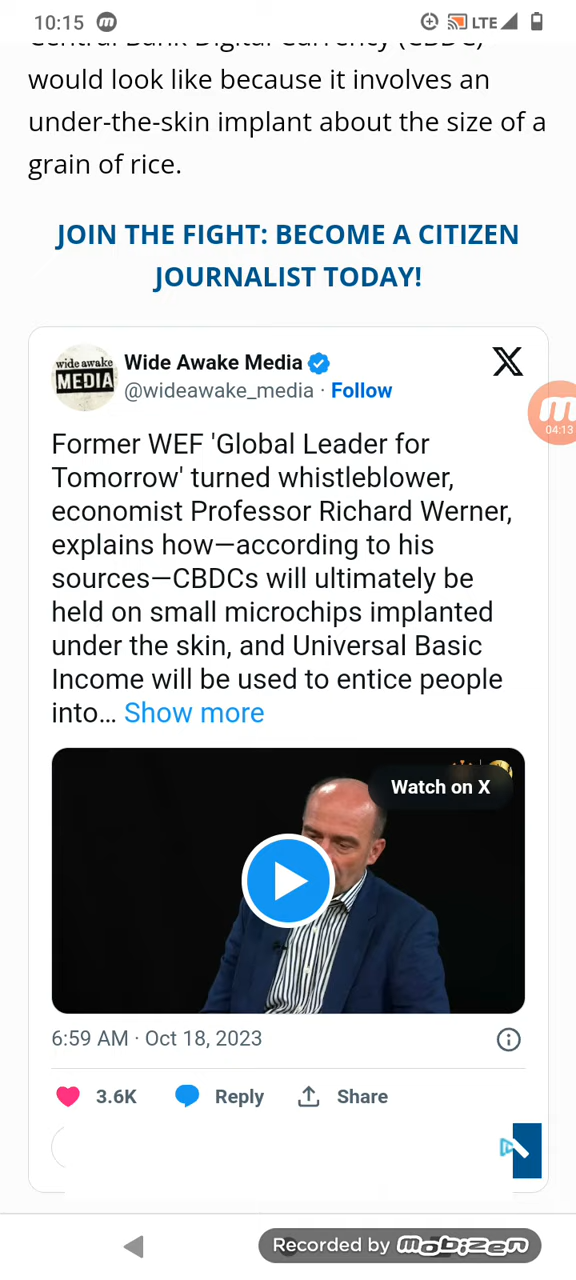 10:15
LTE
Central Bank Digital Currency (CBDC)
would look like because it involves an
under-the-skin implant about the size of a
grain of rice.
JOIN THE FIGHT: BECOME A CITIZEN
JOURNALIST TODAY!
wide awake
MEDIA
Wide Awake Media
@wideawake_media · Follow
04:13
Former WEF 'Global Leader for
Tomorrow' turned whistleblower,
economist Professor Richard Werner,
explains how—according to his
sources—CBDCs will ultimately be
held on small microchips implanted
under the skin, and Universal Basic
Income will be used to entice people
into… Show more
Watch on X
6:59 AM · Oct 18, 2023
3.6K Reply Share
Recorded by mobizen